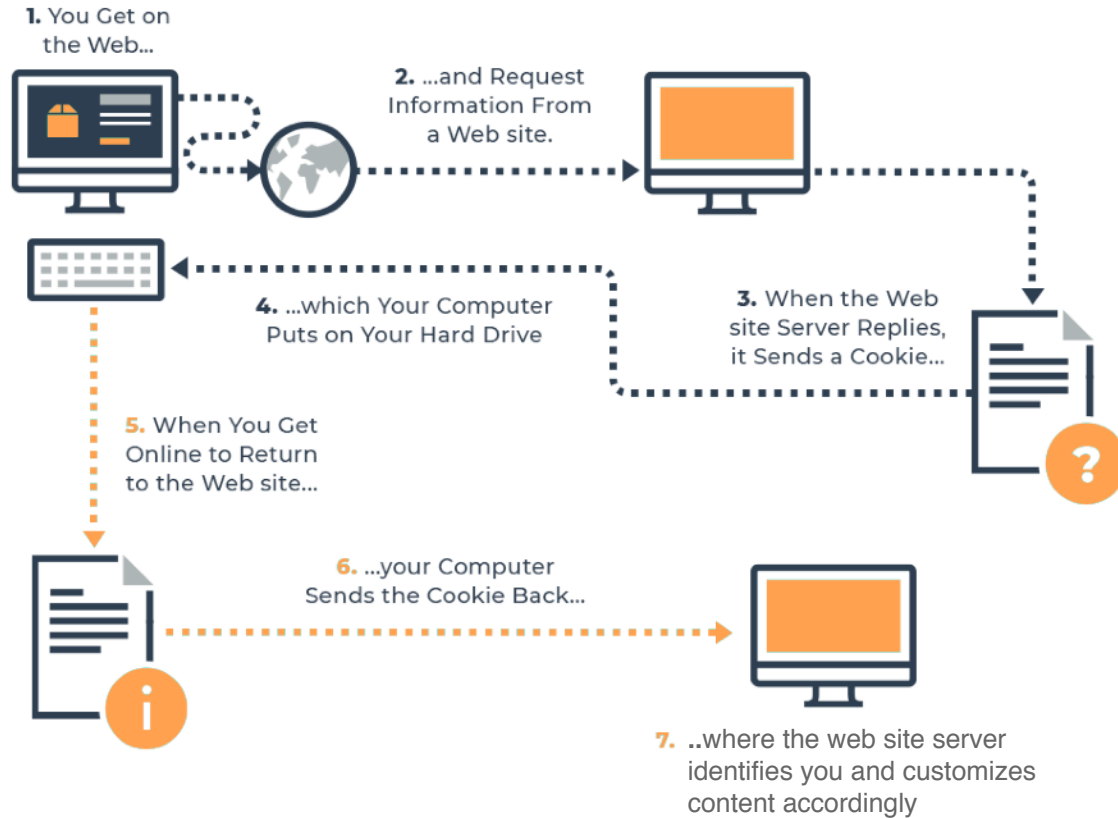 1. You Get on
the Web...
2. ...and Request
Information From
a Web site.
3. When the Web
site Server Replies,
it Sends a Cookie...
4. ...which Your Computer
Puts on Your Hard Drive
?
5. When You Get
Online to Return
to the Web site...
6. ...your Computer
Sends the Cookie Back...
i
7. ..where the web site server
identifies you and customizes
content accordingly